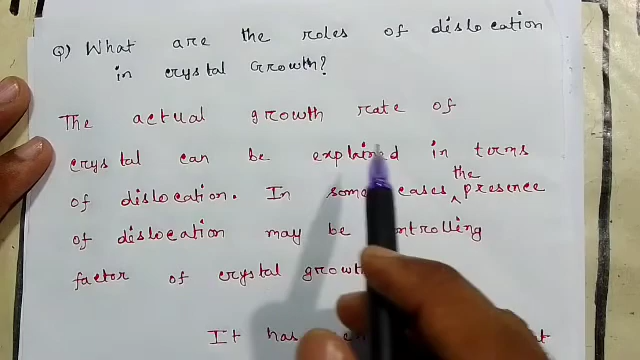 Q) What are the roles of dislocation
in crystal Growth?
The actual growth rate of
crystal can be explained in terms
of dislocation. In some cases the presence
of dislocation may be
factor of crystal growth
It has